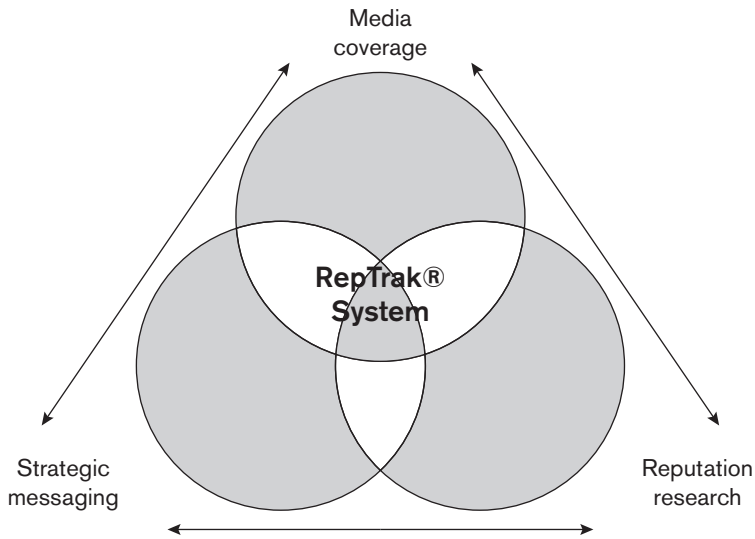 Media
coverage
RepTrak®
System
Strategic
messaging
Reputation
research